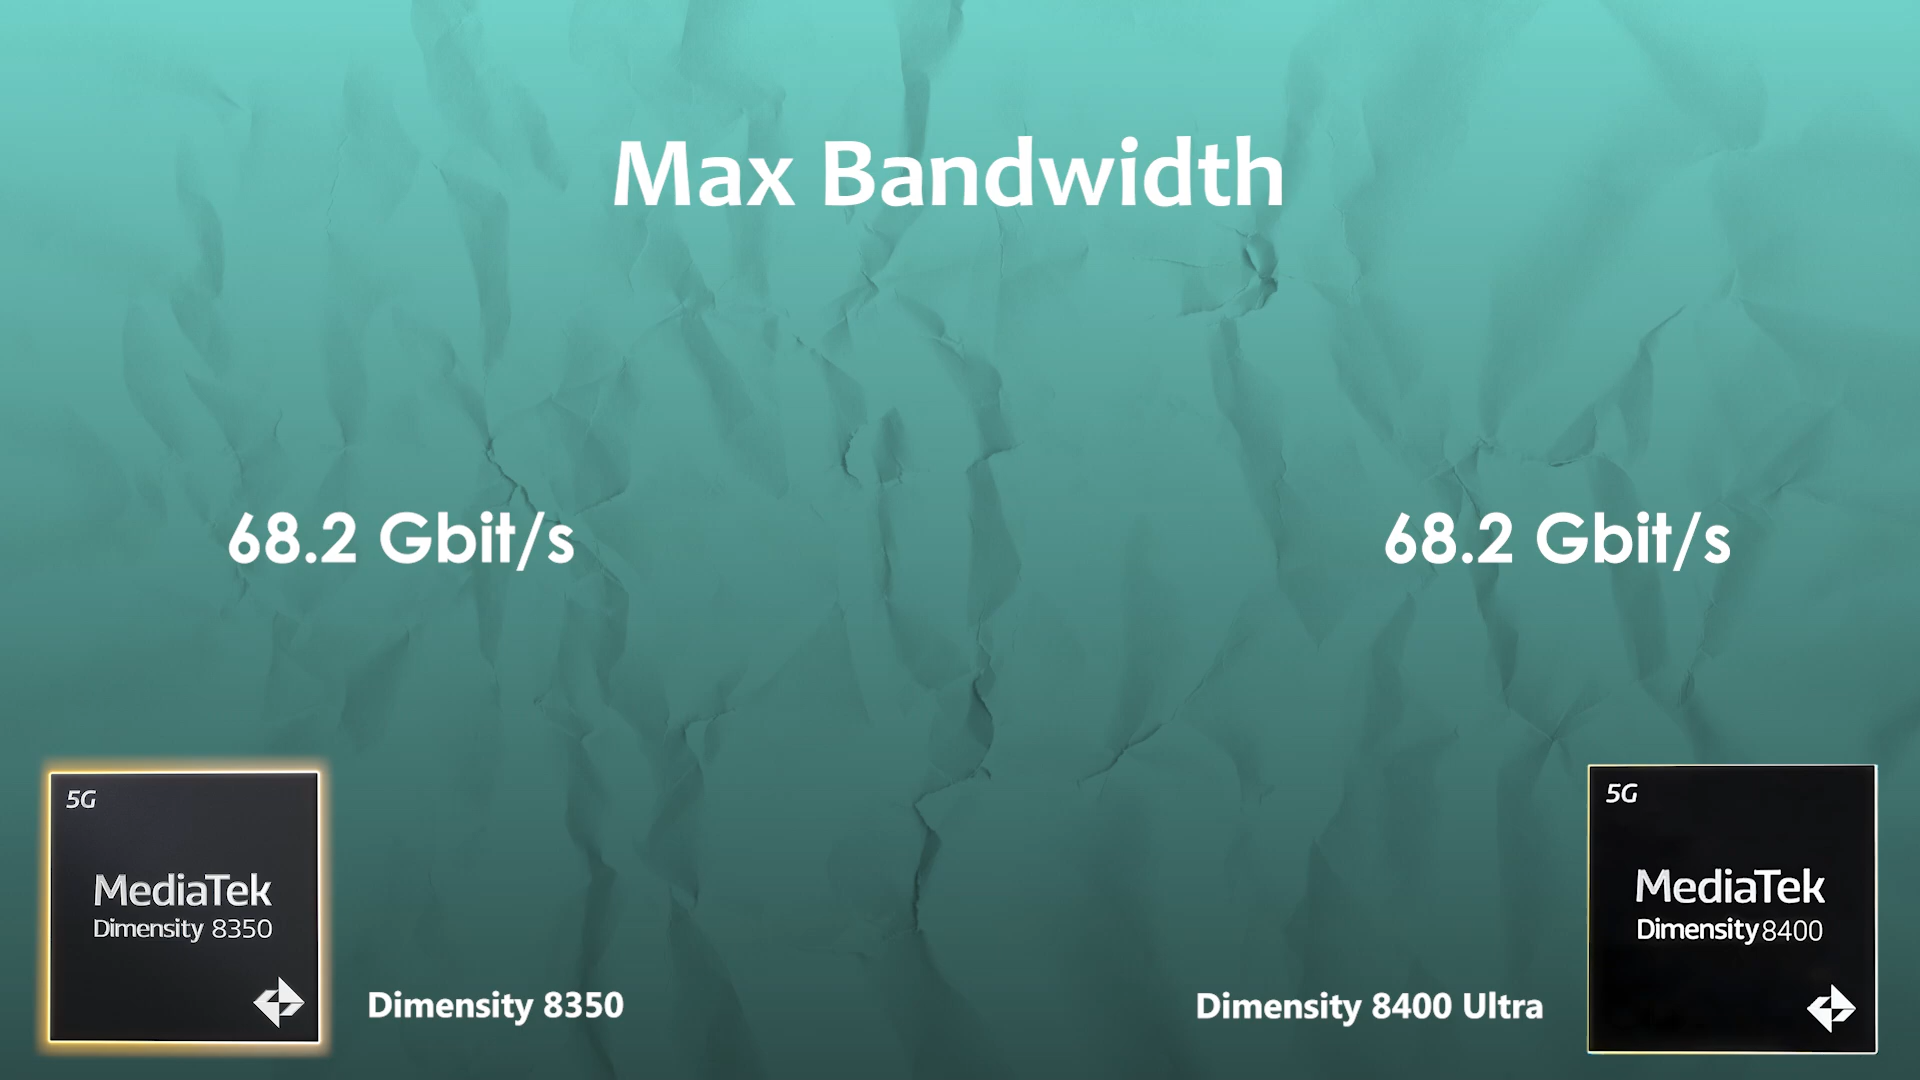 Max Bandwidth
68.2 Gbit/s
68.2 Gbit/s
5G
MediaTek
Dimensity 8350
Dimensity 8350
Dimensity 8400 Ultra
5G
MediaTek
Dimensity 8400